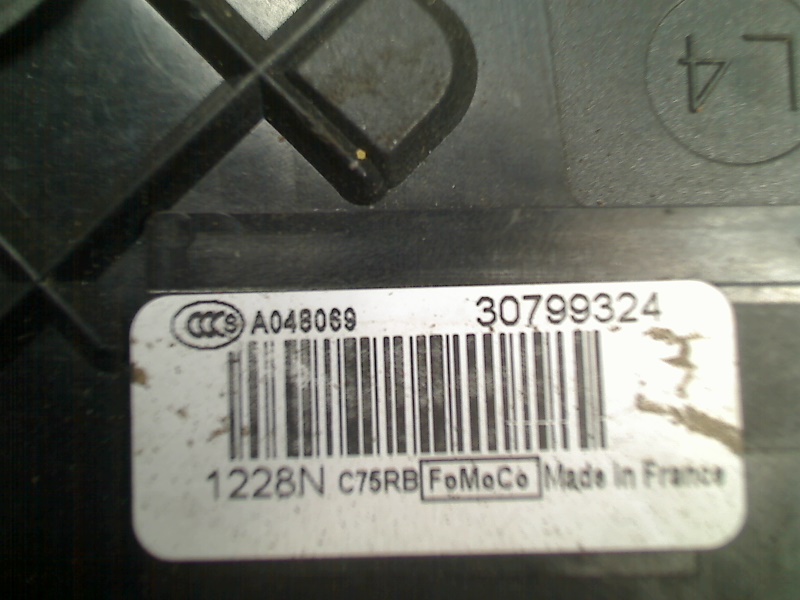 L4
CCC S A048069 30799324
1228N C75RB FoMoCo Made in France